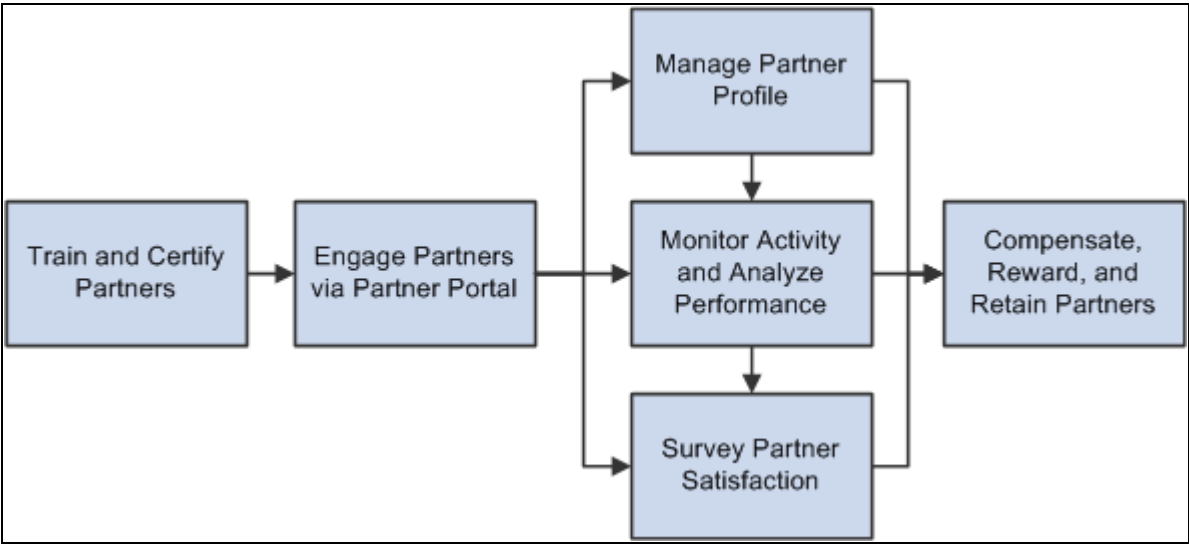 Train and Certify
Partners
Engage Partners
via Partner Portal
Manage Partner
Profile
Monitor Activity
and Analyze
Performance
Survey Partner
Satisfaction
Compensate,
Reward, and
Retain Partners